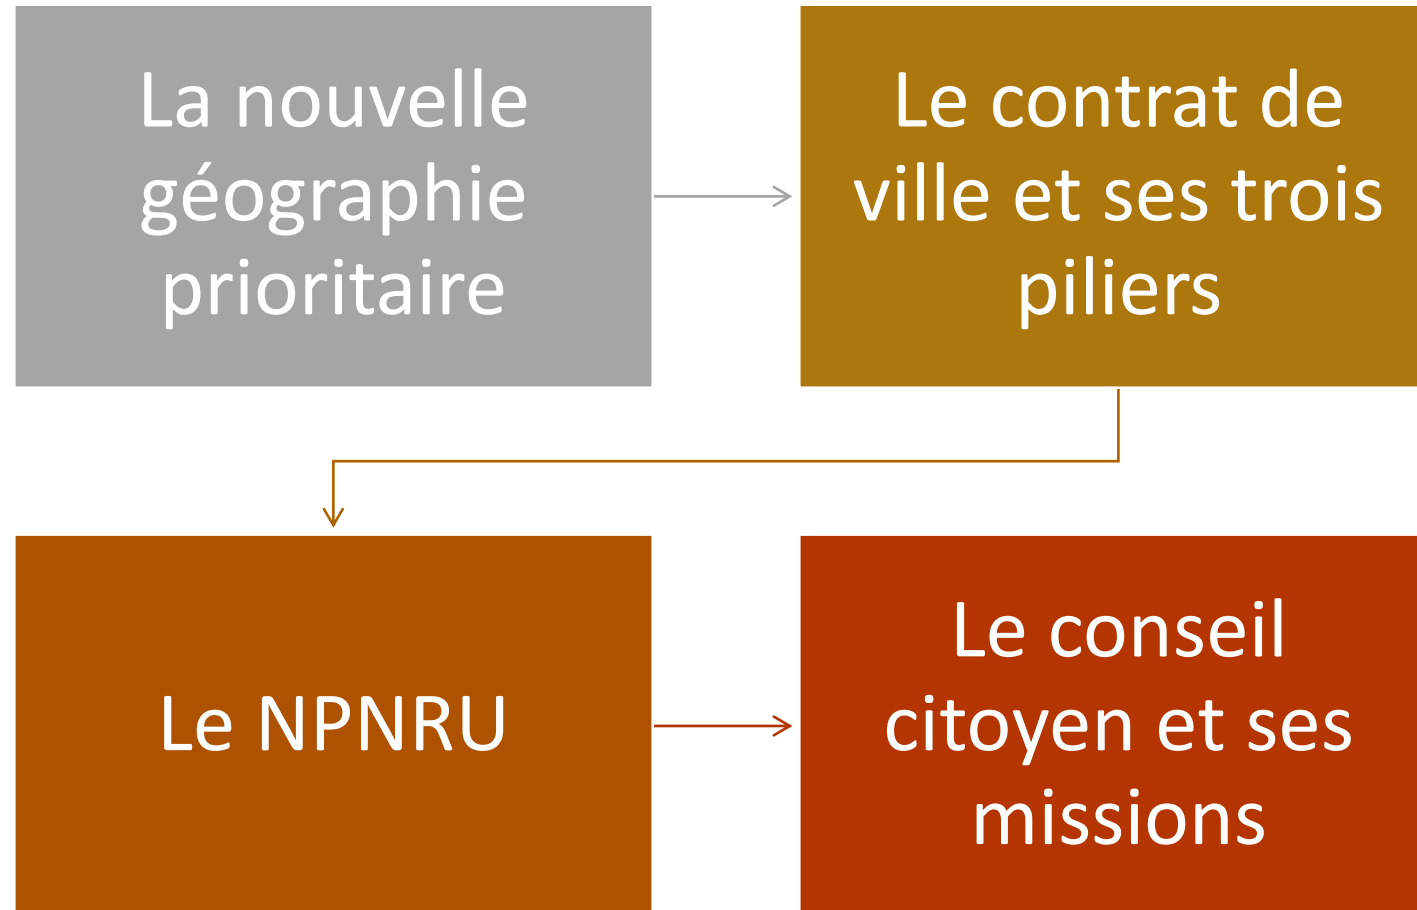 La nouvelle
géographie
prioritaire
Le contrat de
ville et ses trois
piliers
Le NPNRU
Le conseil
citoyen et ses
missions